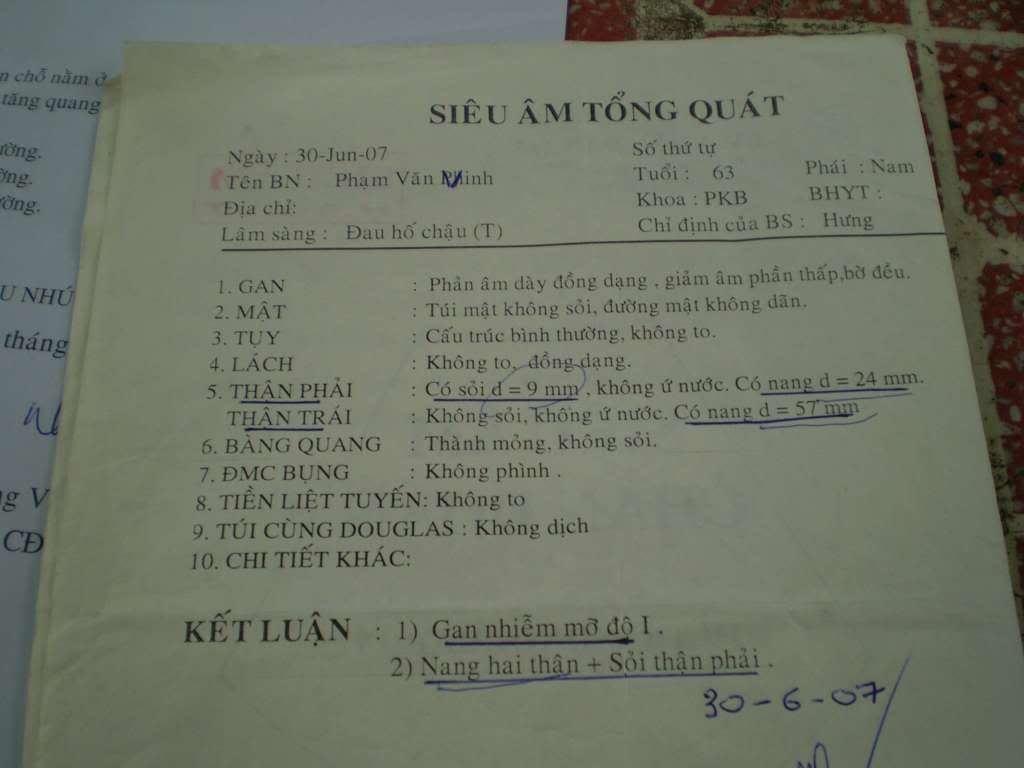 n chỗ nằm ở
tăng quang
ường.
ờng.
ường.
U NHÚ
tháng
g V
CĐ
SIÊU ÂM TỔNG QUÁT
Ngày : 30-Jun-07 Số thứ tự
Tên BN : Phạm Văn Minh Tuổi : 63 Phái : Nam
Địa chỉ: Khoa : PKB BHYT :
Lâm sàng : Đau hố chậu (T) Chỉ định của BS : Hưng
1. GAN : Phản âm dày đồng dạng , giảm âm phần thấp,bờ đều.
2. MẬT : Túi mật không sỏi, đường mật không dãn.
3. TỤY : Cấu trúc bình thường, không to.
4. LÁCH : Không to, đồng dạng.
5. THẬN PHẢI : Có sỏi d = 9 mm , không ứ nước. Có nang d = 24 mm.
THẬN TRÁI : Không sỏi, không ứ nước. Có nang d = 57 mm
6. BÀNG QUANG : Thành mỏng, không sỏi.
7. ĐMC BỤNG : Không phình .
8. TIỀN LIỆT TUYẾN: Không to
9. TÚI CÙNG DOUGLAS : Không dịch
10. CHI TIẾT KHÁC:
KẾT LUẬN : 1) Gan nhiễm mỡ độ I .
2) Nang hai thận + Sỏi thận phải .
30-6-07